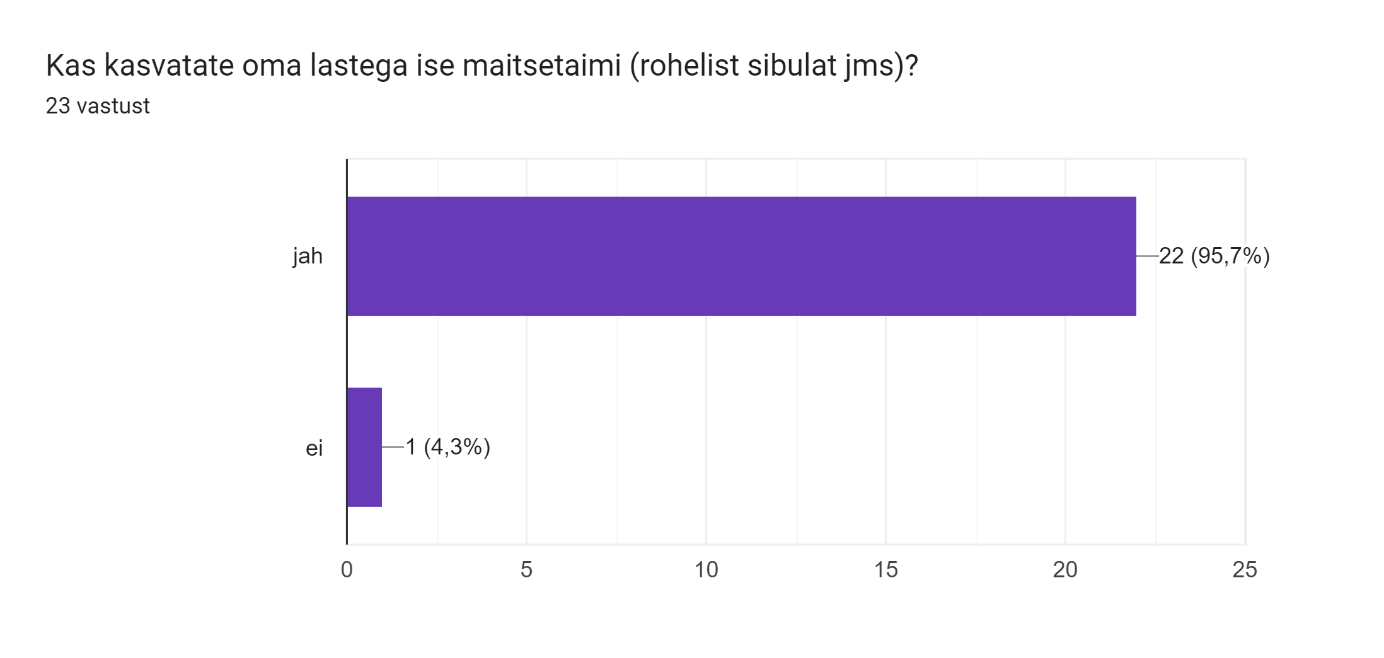 Kas kasvatate oma lastega ise maitsetaimi (rohelist sibulat jms)?
23 vastust
jah
22 (95,7%)
ei
1 (4,3%)
0 5 10 15 20 25